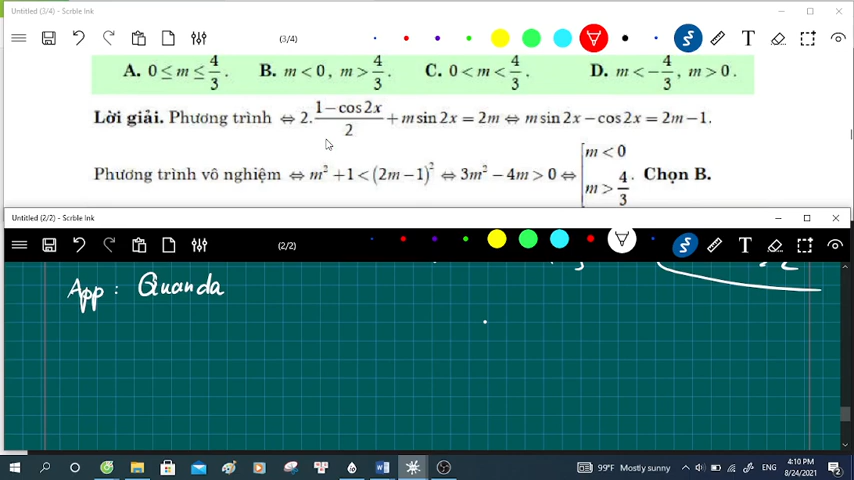 Untitled (3/4) - Scrble Ink
(3/4)
T
A. 0 ≤ m ≤ 4/3. B. m < 0, m > 4/3. C. 0 < m < 4/3. D. m < −4/3, m > 0.
Lời giải. Phương trình ⇔ 2.(1−cos2x)/2 + m sin 2x = 2m ⇔ m sin 2x − cos 2x = 2m −1.
Phương trình vô nghiệm ⇔ m² +1 < (2m −1)² ⇔ 3m² − 4m > 0 ⇔ [m < 0
m > 4/3. Chọn B.
Untitled (2/2) - Scrble Ink
(2/2)
T
App : Quanda
99°F Mostly sunny
ENG
4:10 PM
8/24/2021
2